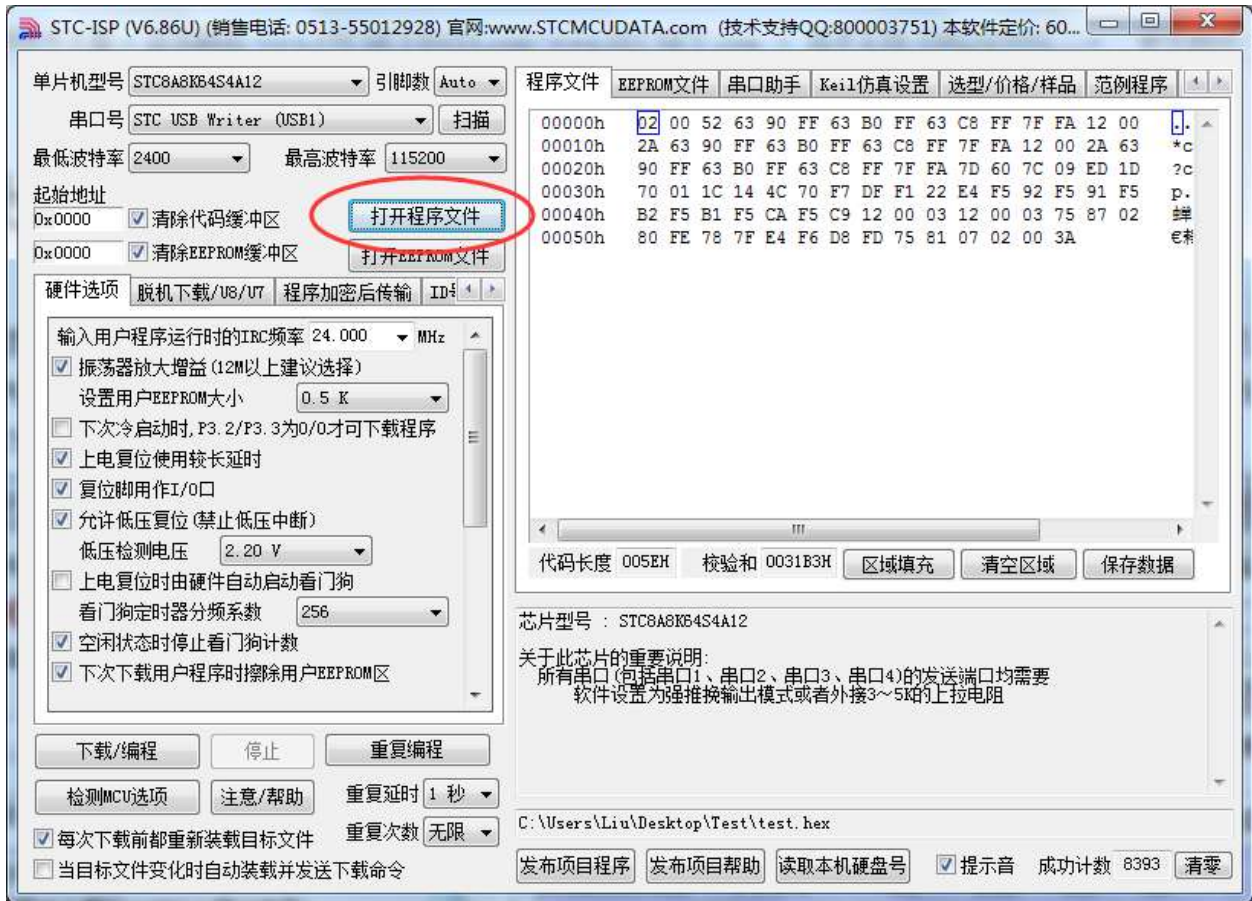 STC-ISP (V6.86U) (销售电话: 0513-55012928) 官网:www.STCMCUDATA.com (技术支持QQ:800003751) 本软件定价: 60...
单片机型号 STC8A8K64S4A12 引脚数 Auto
串口号 STC USB Writer (USB1) 扫描
最低波特率 2400 最高波特率 115200
起始地址
0x0000 清除代码缓冲区 打开程序文件
0x0000 清除EEPROM缓冲区 打开EEPROM文件
硬件选项 脱机下载/U8/U7 程序加密后传输
输入用户程序运行时的IRC频率 24.000 MHz
振荡器放大增益(12M以上建议选择)
设置用户EEPROM大小 0.5 K
下次冷启动时,P3.2/P3.3为0/0才可下载程序
上电复位使用较长延时
复位脚用作I/O口
允许低压复位(禁止低压中断)
低压检测电压 2.20 V
上电复位时由硬件自动启动看门狗
看门狗定时器分频系数 256
空闲状态时停止看门狗计数
下次下载用户程序时擦除用户EEPROM区
下载/编程 停止 重复编程
检测MCU选项 注意/帮助 重复延时 1 秒
每次下载前都重新装载目标文件 重复次数 无限
当目标文件变化时自动装载并发送下载命令
程序文件 EEPROM文件 串口助手 Keil仿真设置 选型/价格/样品 范例程序
00000h 02 00 52 63 90 FF 63 B0 FF 63 C8 FF 7F FA 12 00 ..
00010h 2A 63 90 FF 63 B0 FF 63 C8 FF 7F FA 12 00 2A 63 *c
00020h 90 FF 63 B0 FF 63 C8 FF 7F FA 7D 60 7C 09 ED 1D ?c
00030h 70 01 1C 14 4C 70 F7 DF F1 22 E4 F5 92 F5 91 F5 p.
00040h B2 F5 B1 F5 CA F5 C9 12 00 03 12 00 03 75 87 02
00050h 80 FE 78 7F E4 F6 D8 FD 75 81 07 02 00 3A
代码长度 005EH 校验和 0031B3H 区域填充 清空区域 保存数据
芯片型号 : STC8A8K64S4A12
关于此芯片的重要说明:
所有串口(包括串口1、串口2、串口3、串口4)的发送端口均需要
软件设置为强推挽输出模式或者外接3~5K的上拉电阻
C:\Users\Liu\Desktop\Test\test.hex
发布项目程序 发布项目帮助 读取本机硬盘号 提示音 成功计数 8393 清零